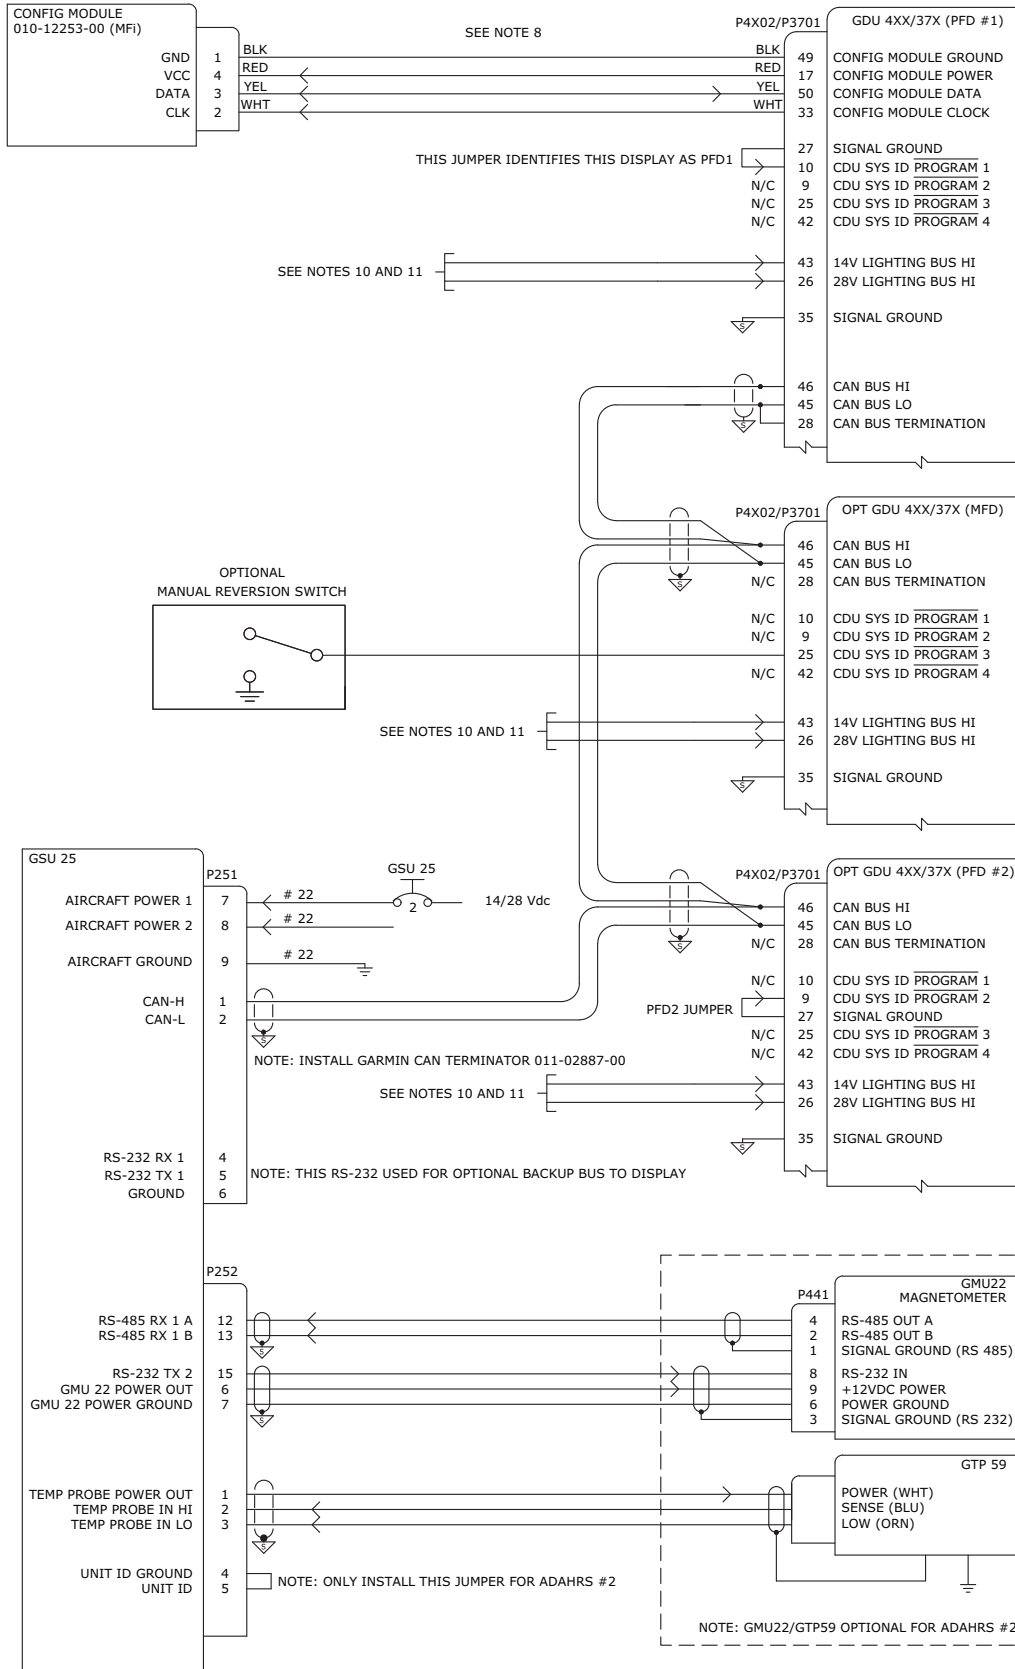 CONFIG MODULE
010-12253-00 (MFi)
GND 1 BLK
VCC 4 RED
DATA 3 YEL
CLK 2 WHT
SEE NOTE 8
P4X02/P3701
GDU 4XX/37X (PFD #1)
BLK 49 CONFIG MODULE GROUND
RED 17 CONFIG MODULE POWER
YEL 50 CONFIG MODULE DATA
WHT 33 CONFIG MODULE CLOCK
THIS JUMPER IDENTIFIES THIS DISPLAY AS PFD1
27 SIGNAL GROUND
10 CDU SYS ID PROGRAM 1
N/C 9 CDU SYS ID PROGRAM 2
N/C 25 CDU SYS ID PROGRAM 3
N/C 42 CDU SYS ID PROGRAM 4
SEE NOTES 10 AND 11
43 14V LIGHTING BUS HI
26 28V LIGHTING BUS HI
S 35 SIGNAL GROUND
46 CAN BUS HI
45 CAN BUS LO
S 28 CAN BUS TERMINATION
P4X02/P3701
OPT GDU 4XX/37X (MFD)
46 CAN BUS HI
45 CAN BUS LO
S N/C 28 CAN BUS TERMINATION
OPTIONAL
MANUAL REVERSION SWITCH
N/C 10 CDU SYS ID PROGRAM 1
N/C 9 CDU SYS ID PROGRAM 2
25 CDU SYS ID PROGRAM 3
N/C 42 CDU SYS ID PROGRAM 4
SEE NOTES 10 AND 11
43 14V LIGHTING BUS HI
26 28V LIGHTING BUS HI
S 35 SIGNAL GROUND
GSU 25
P251
AIRCRAFT POWER 1 7 # 22
GSU 25
2
14/28 Vdc
AIRCRAFT POWER 2 8 # 22
AIRCRAFT GROUND 9 # 22
CAN-H 1
CAN-L 2
S
NOTE: INSTALL GARMIN CAN TERMINATOR 011-02887-00
P4X02/P3701
OPT GDU 4XX/37X (PFD #2)
46 CAN BUS HI
45 CAN BUS LO
S N/C 28 CAN BUS TERMINATION
N/C 10 CDU SYS ID PROGRAM 1
PFD2 JUMPER
9 CDU SYS ID PROGRAM 2
27 SIGNAL GROUND
N/C 25 CDU SYS ID PROGRAM 3
N/C 42 CDU SYS ID PROGRAM 4
SEE NOTES 10 AND 11
43 14V LIGHTING BUS HI
26 28V LIGHTING BUS HI
S 35 SIGNAL GROUND
RS-232 RX 1 4
RS-232 TX 1 5
GROUND 6
NOTE: THIS RS-232 USED FOR OPTIONAL BACKUP BUS TO DISPLAY
P252
RS-485 RX 1 A 12
RS-485 RX 1 B 13
S
RS-232 TX 2 15
GMU 22 POWER OUT 6
GMU 22 POWER GROUND 7
S
P441
GMU22
MAGNETOMETER
4 RS-485 OUT A
2 RS-485 OUT B
1 SIGNAL GROUND (RS 485)
8 RS-232 IN
9 +12VDC POWER
6 POWER GROUND
3 SIGNAL GROUND (RS 232)
TEMP PROBE POWER OUT 1
TEMP PROBE IN HI 2
TEMP PROBE IN LO 3
S
GTP 59
POWER (WHT)
SENSE (BLU)
LOW (ORN)
UNIT ID GROUND 4
UNIT ID 5
NOTE: ONLY INSTALL THIS JUMPER FOR ADAHRS #2
NOTE: GMU22/GTP59 OPTIONAL FOR ADAHRS #2